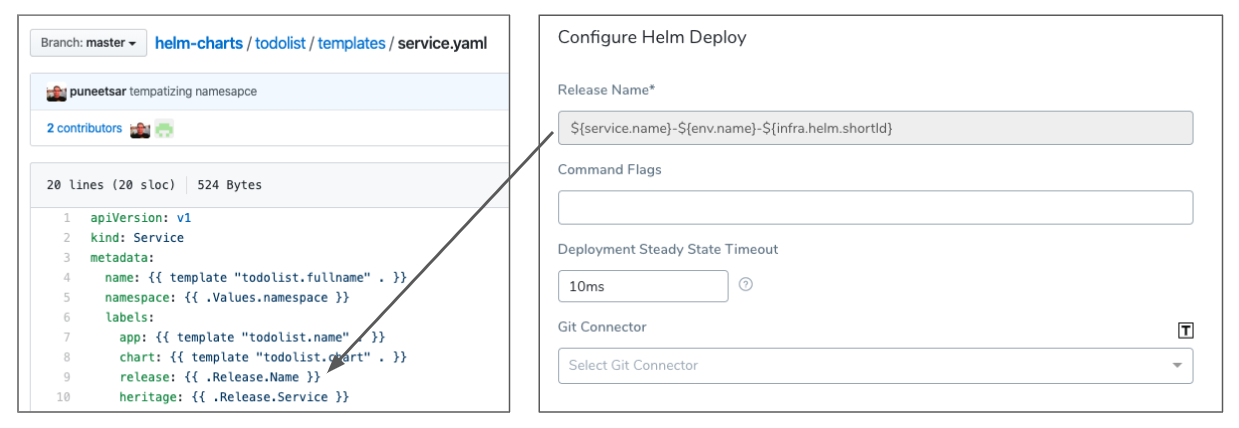 Branch: master
helm-charts / todolist / templates / service.yaml
puneetsar tempatizing namesapce
2 contributors
20 lines (20 sloc) 524 Bytes
1 apiVersion: v1
2 kind: Service
3 metadata:
4 name: {{ template "todolist.fullname" . }}
5 namespace: {{ .Values.namespace }}
6 labels:
7 app: {{ template "todolist.name" . }}
8 chart: {{ template "todolist.chart" . }}
9 release: {{ .Release.Name }}
10 heritage: {{ .Release.Service }}
Configure Helm Deploy
Release Name*
${service.name}-${env.name}-${infra.helm.shortId}
Command Flags
Deployment Steady State Timeout
10ms
?
Git Connector
T
Select Git Connector